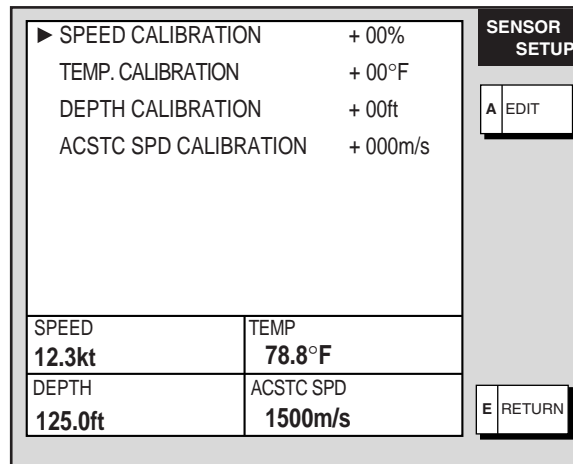 ► SPEED CALIBRATION + 00%
TEMP. CALIBRATION + 00°F
DEPTH CALIBRATION + 00ft
ACSTC SPD CALIBRATION + 000m/s
SENSOR
SETUP
A EDIT
SPEED
12.3kt
TEMP
78.8°F
DEPTH
125.0ft
ACSTC SPD
1500m/s
E RETURN